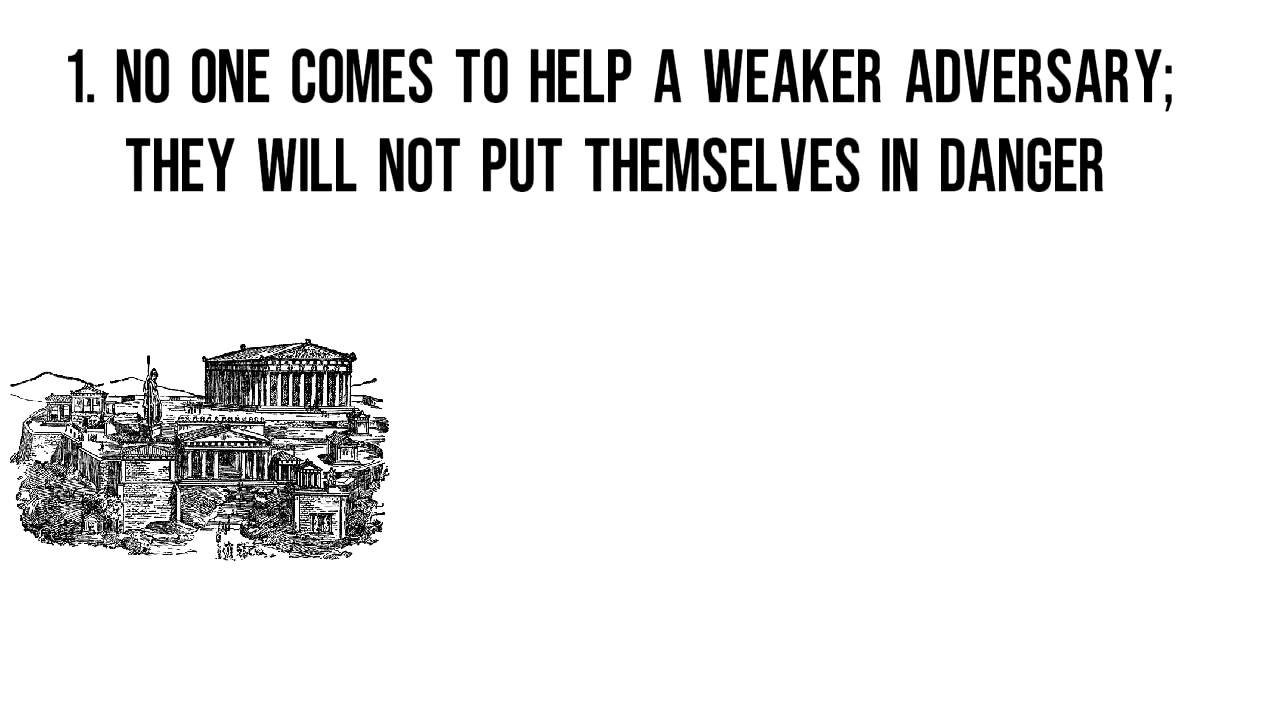 1. NO ONE COMES TO HELP A WEAKER ADVERSARY;
THEY WILL NOT PUT THEMSELVES IN DANGER